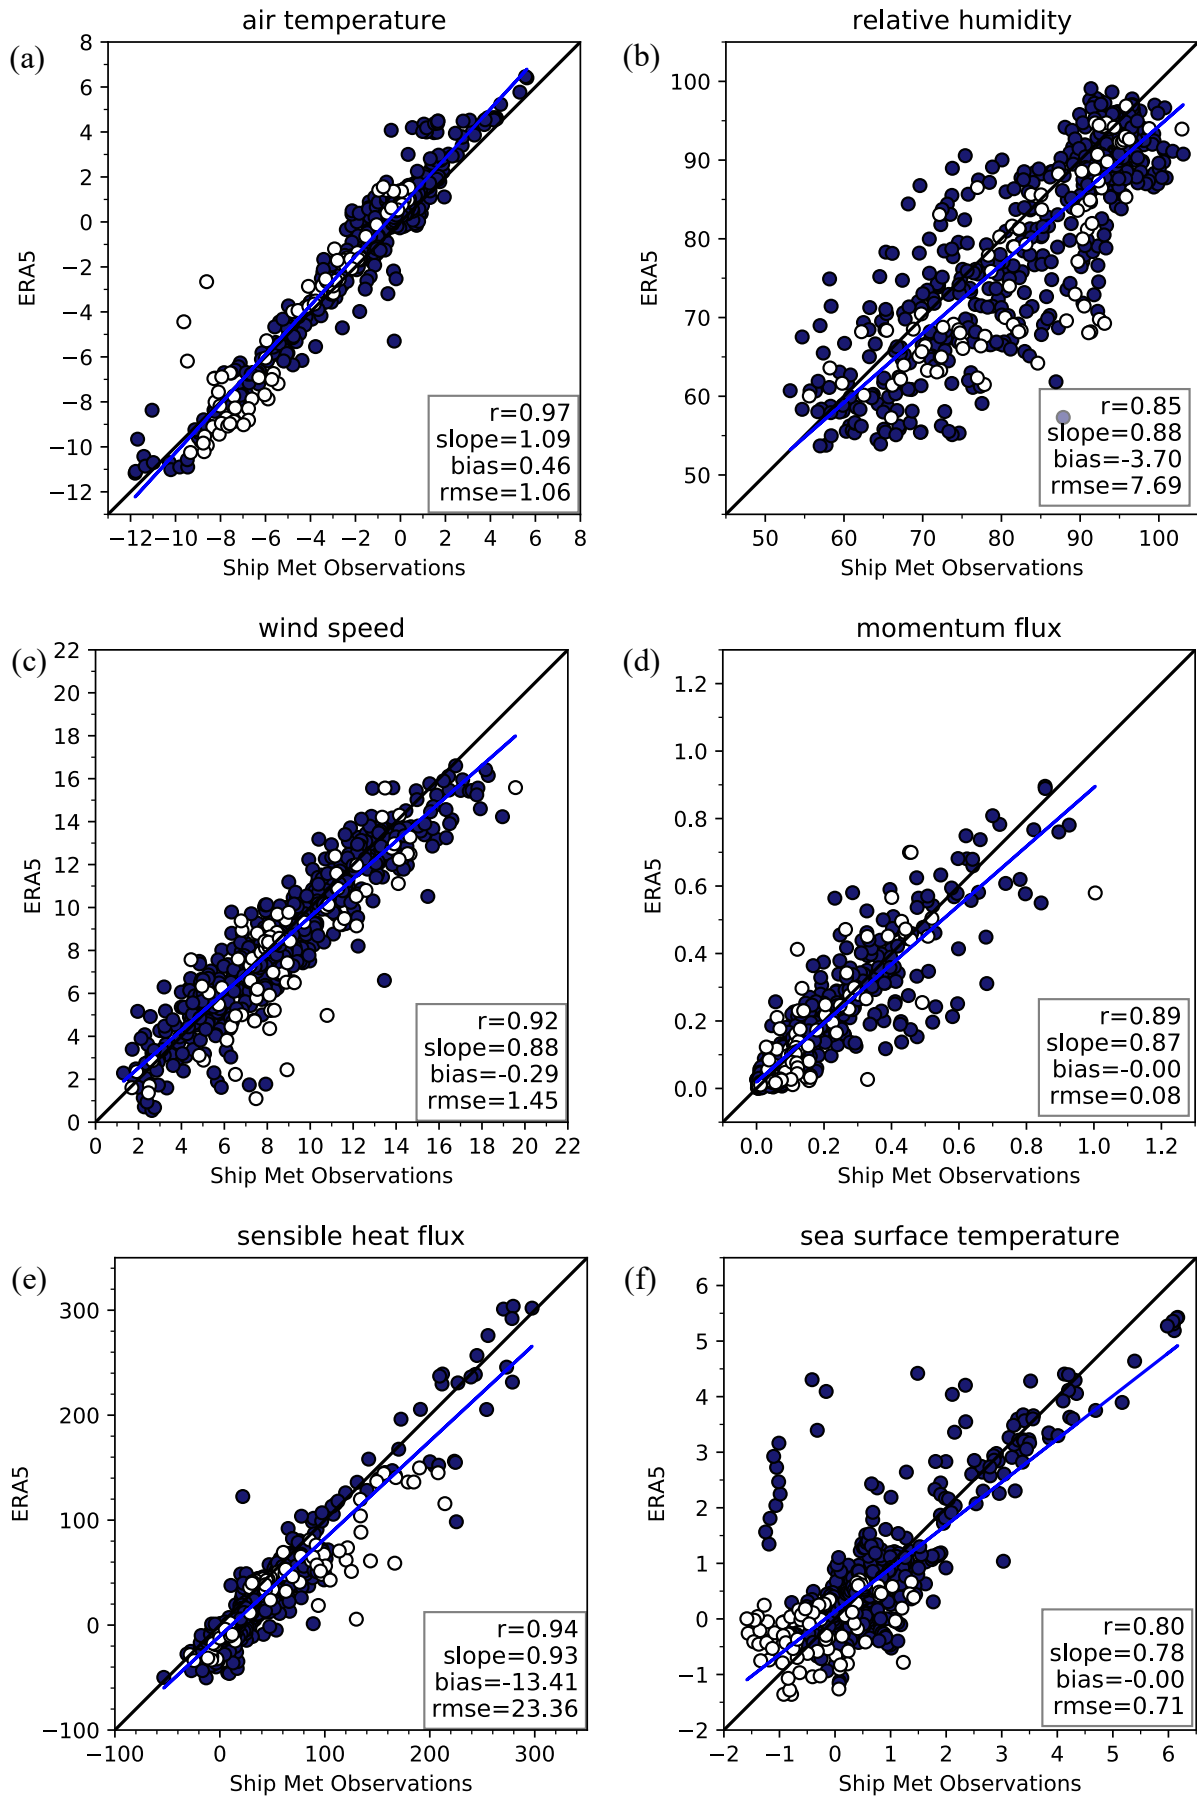 air temperature
(a)
8
6
4
2
0
−2
−4
−6
−8
−10
−12
ERA5
r=0.97
slope=1.09
bias=0.46
rmse=1.06
−12 −10 −8 −6 −4 −2 0 2 4 6 8
Ship Met Observations
relative humidity
(b)
100
90
80
70
60
50
ERA5
r=0.85
slope=0.88
bias=-3.70
rmse=7.69
50 60 70 80 90 100
Ship Met Observations
wind speed
(c)
22
20
18
16
14
12
10
8
6
4
2
0
ERA5
r=0.92
slope=0.88
bias=-0.29
rmse=1.45
0 2 4 6 8 10 12 14 16 18 20 22
Ship Met Observations
momentum flux
(d)
1.2
1.0
0.8
0.6
0.4
0.2
0.0
ERA5
r=0.89
slope=0.87
bias=-0.00
rmse=0.08
0.0 0.2 0.4 0.6 0.8 1.0 1.2
Ship Met Observations
sensible heat flux
(e)
300
200
100
0
−100
ERA5
r=0.94
slope=0.93
bias=-13.41
rmse=23.36
−100 0 100 200 300
Ship Met Observations
sea surface temperature
(f)
6
5
4
3
2
1
0
−1
−2
ERA5
r=0.80
slope=0.78
bias=-0.00
rmse=0.71
−2 −1 0 1 2 3 4 5 6
Ship Met Observations